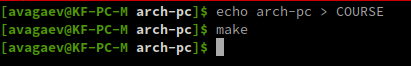 [avagaev@KF-PC-M arch-pc]$ echo arch-pc > COURSE
[avagaev@KF-PC-M arch-pc]$ make
[avagaev@KF-PC-M arch-pc]$